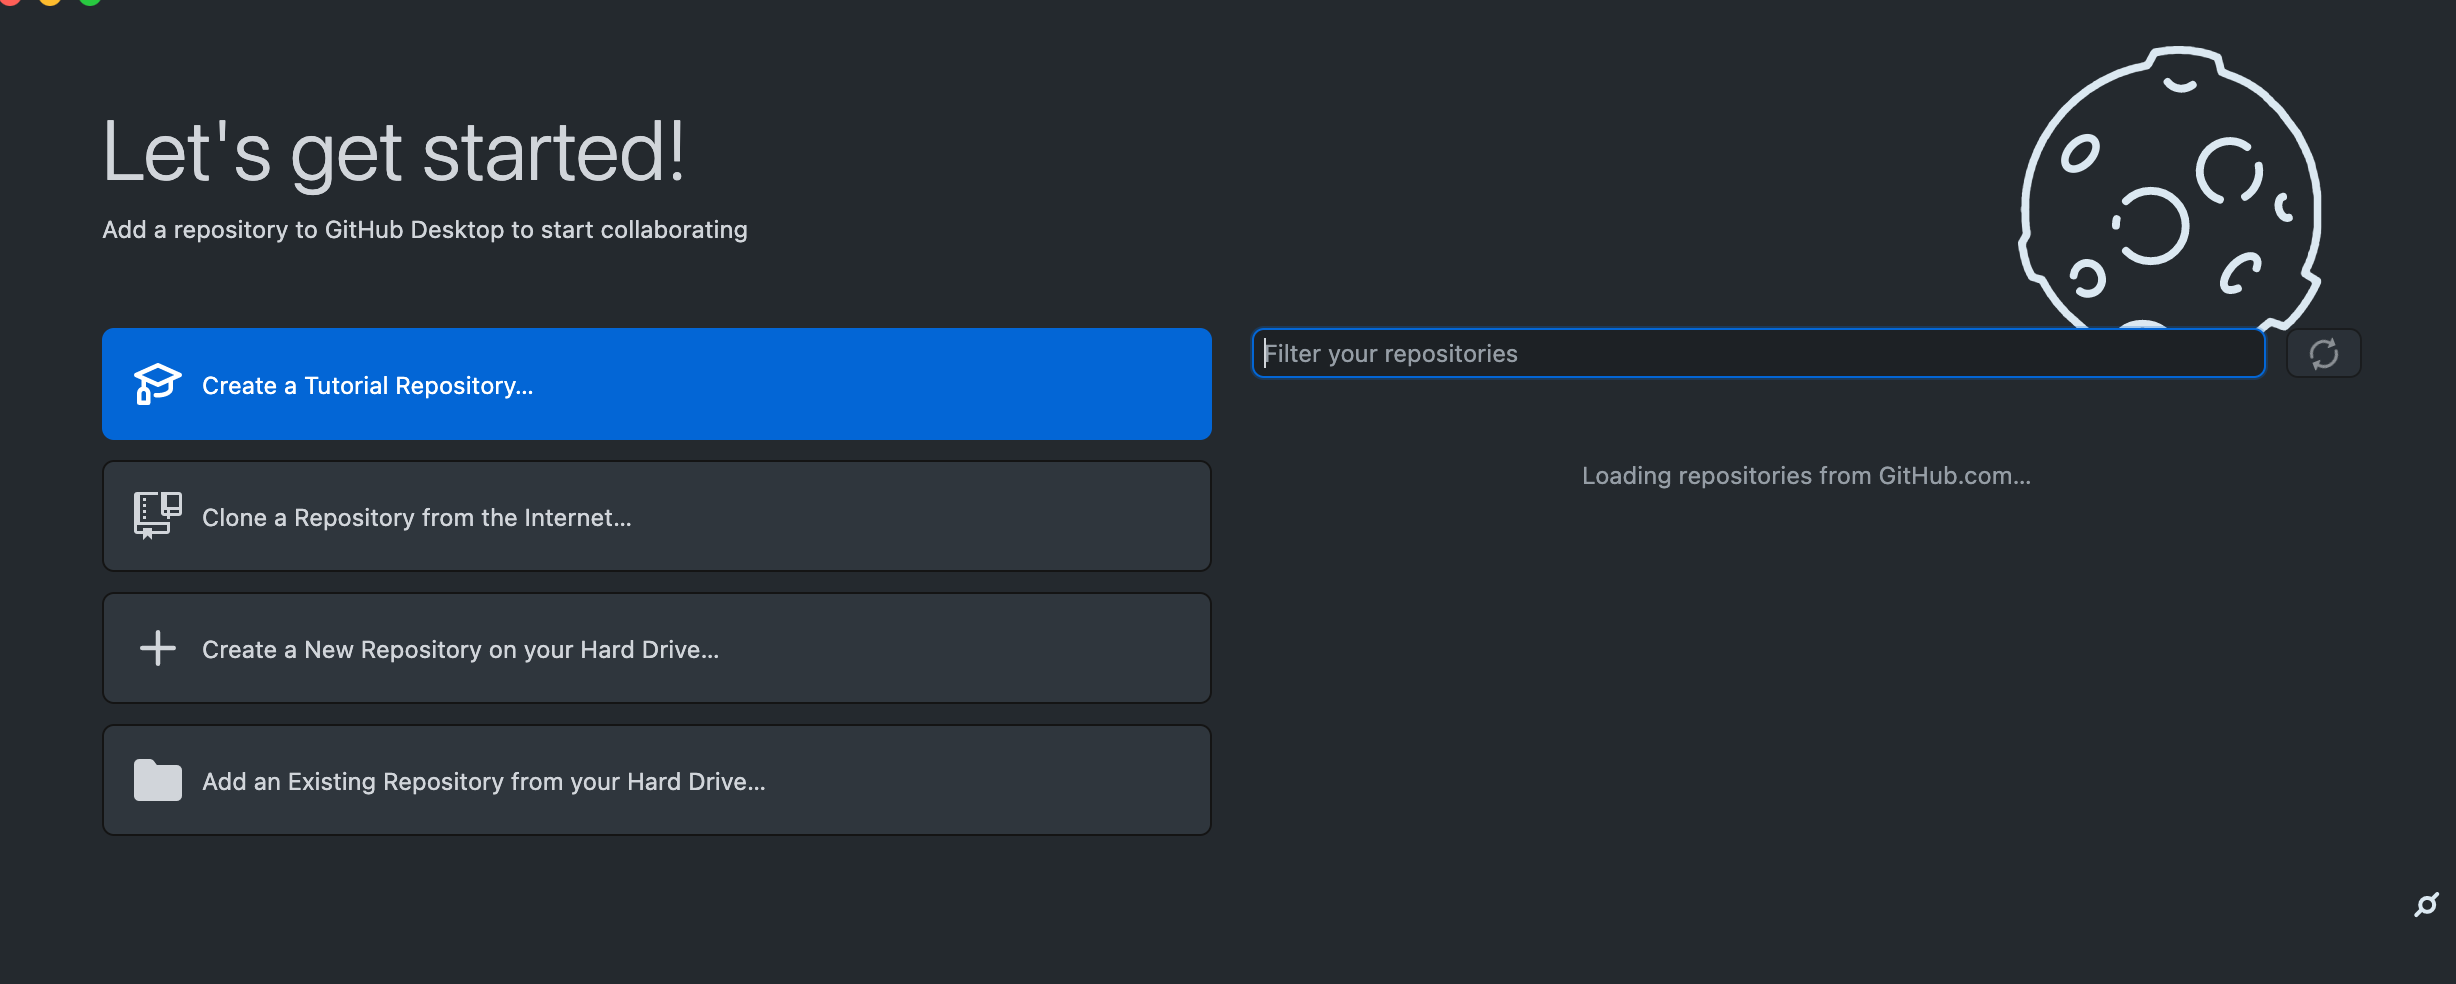 Let's get started!
Add a repository to GitHub Desktop to start collaborating
Create a Tutorial Repository...
Clone a Repository from the Internet...
Create a New Repository on your Hard Drive...
Add an Existing Repository from your Hard Drive...
Filter your repositories
Loading repositories from GitHub.com...